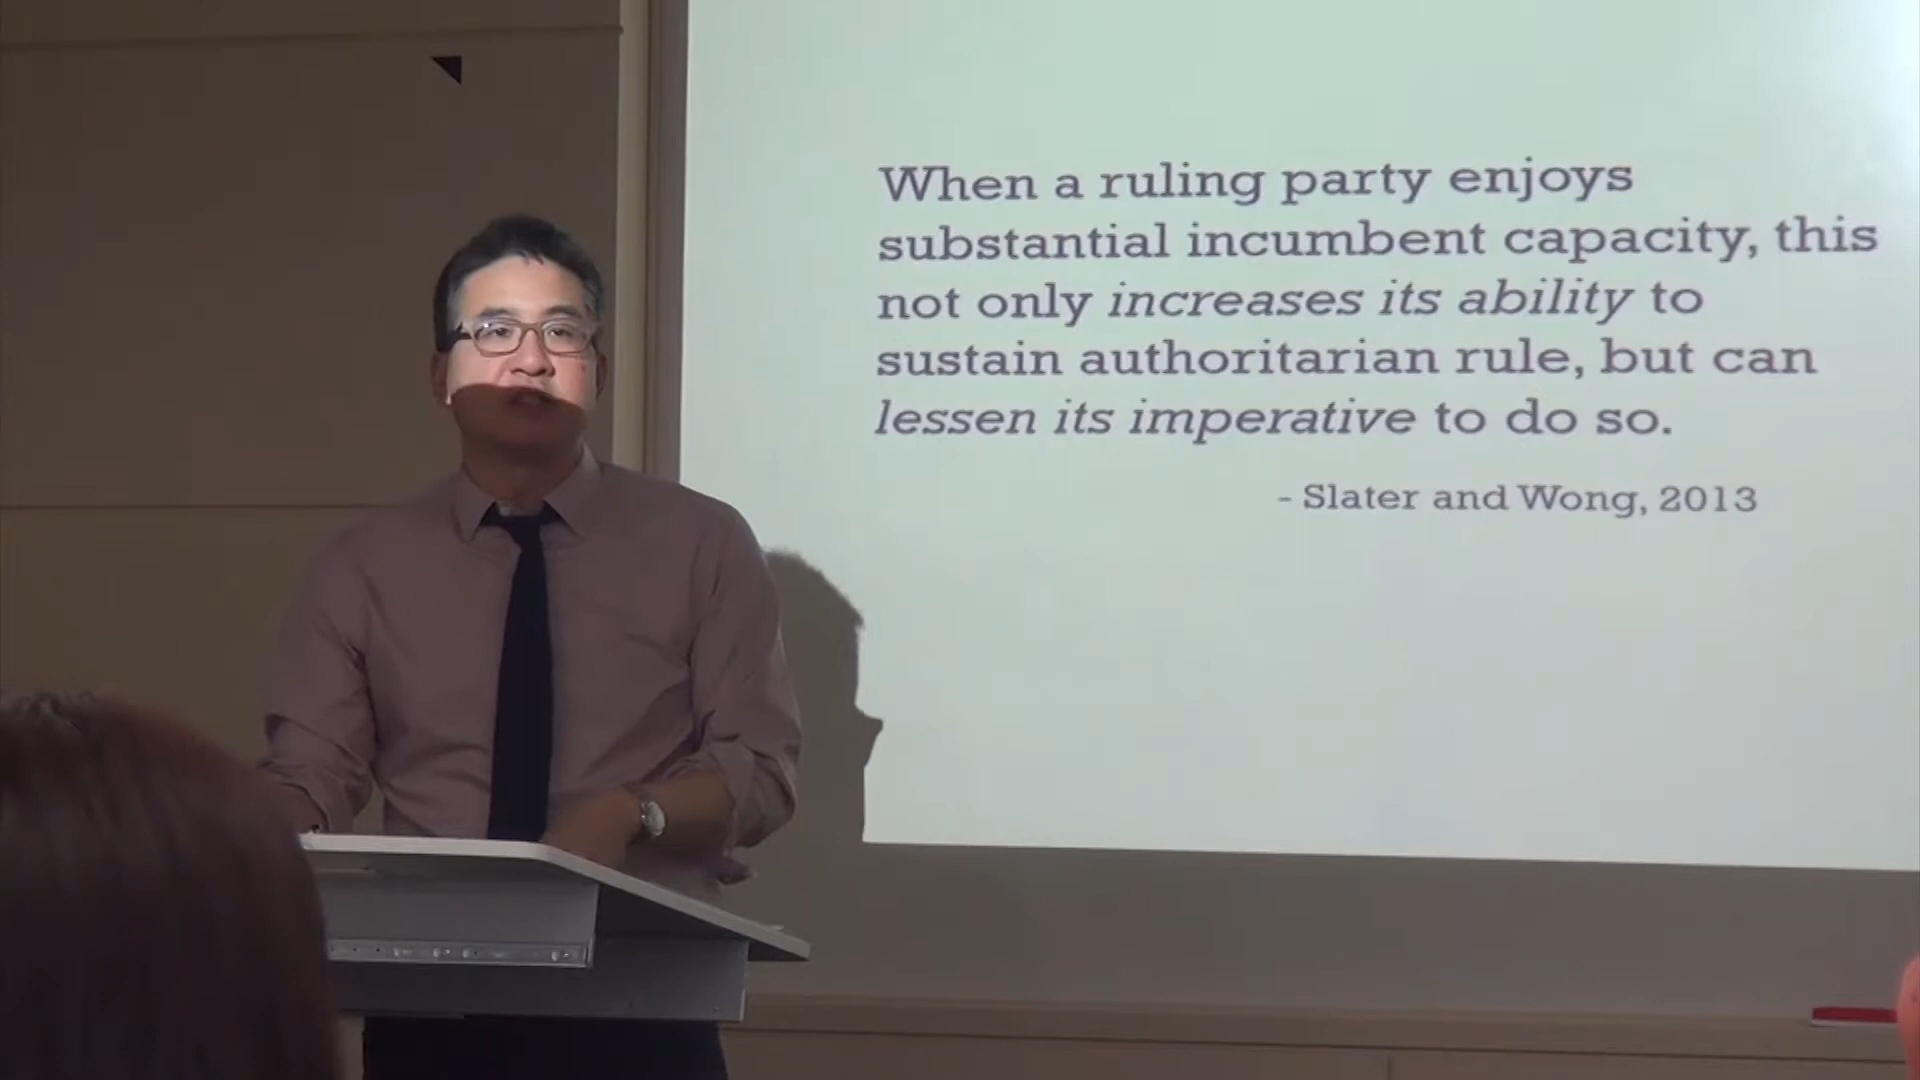 When a ruling party enjoys
substantial incumbent capacity, this
not only increases its ability to
sustain authoritarian rule, but can
lessen its imperative to do so.
- Slater and Wong, 2013